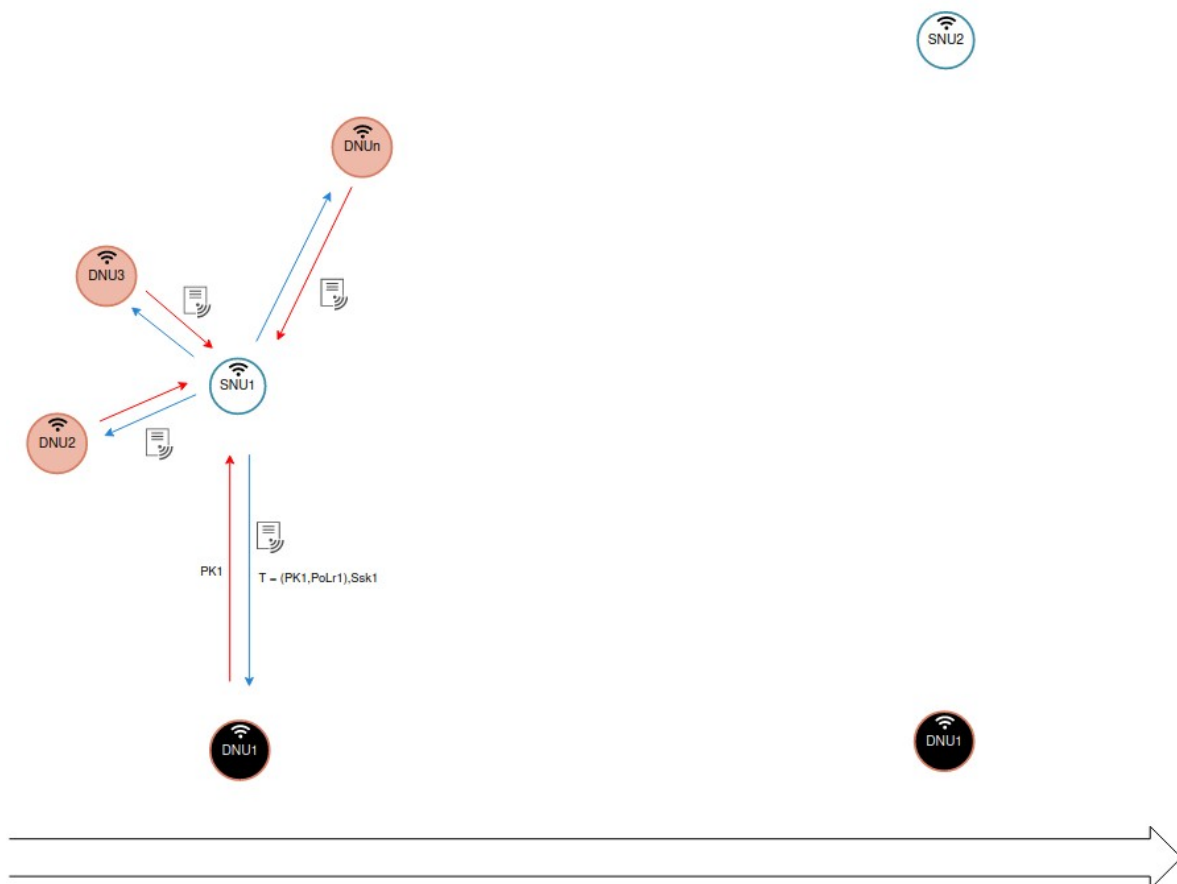 SNU2
DNUn
DNU3
SNU1
DNU2
PK1
T = (PK1,PoLr1),Ssk1
DNU1
DNU1